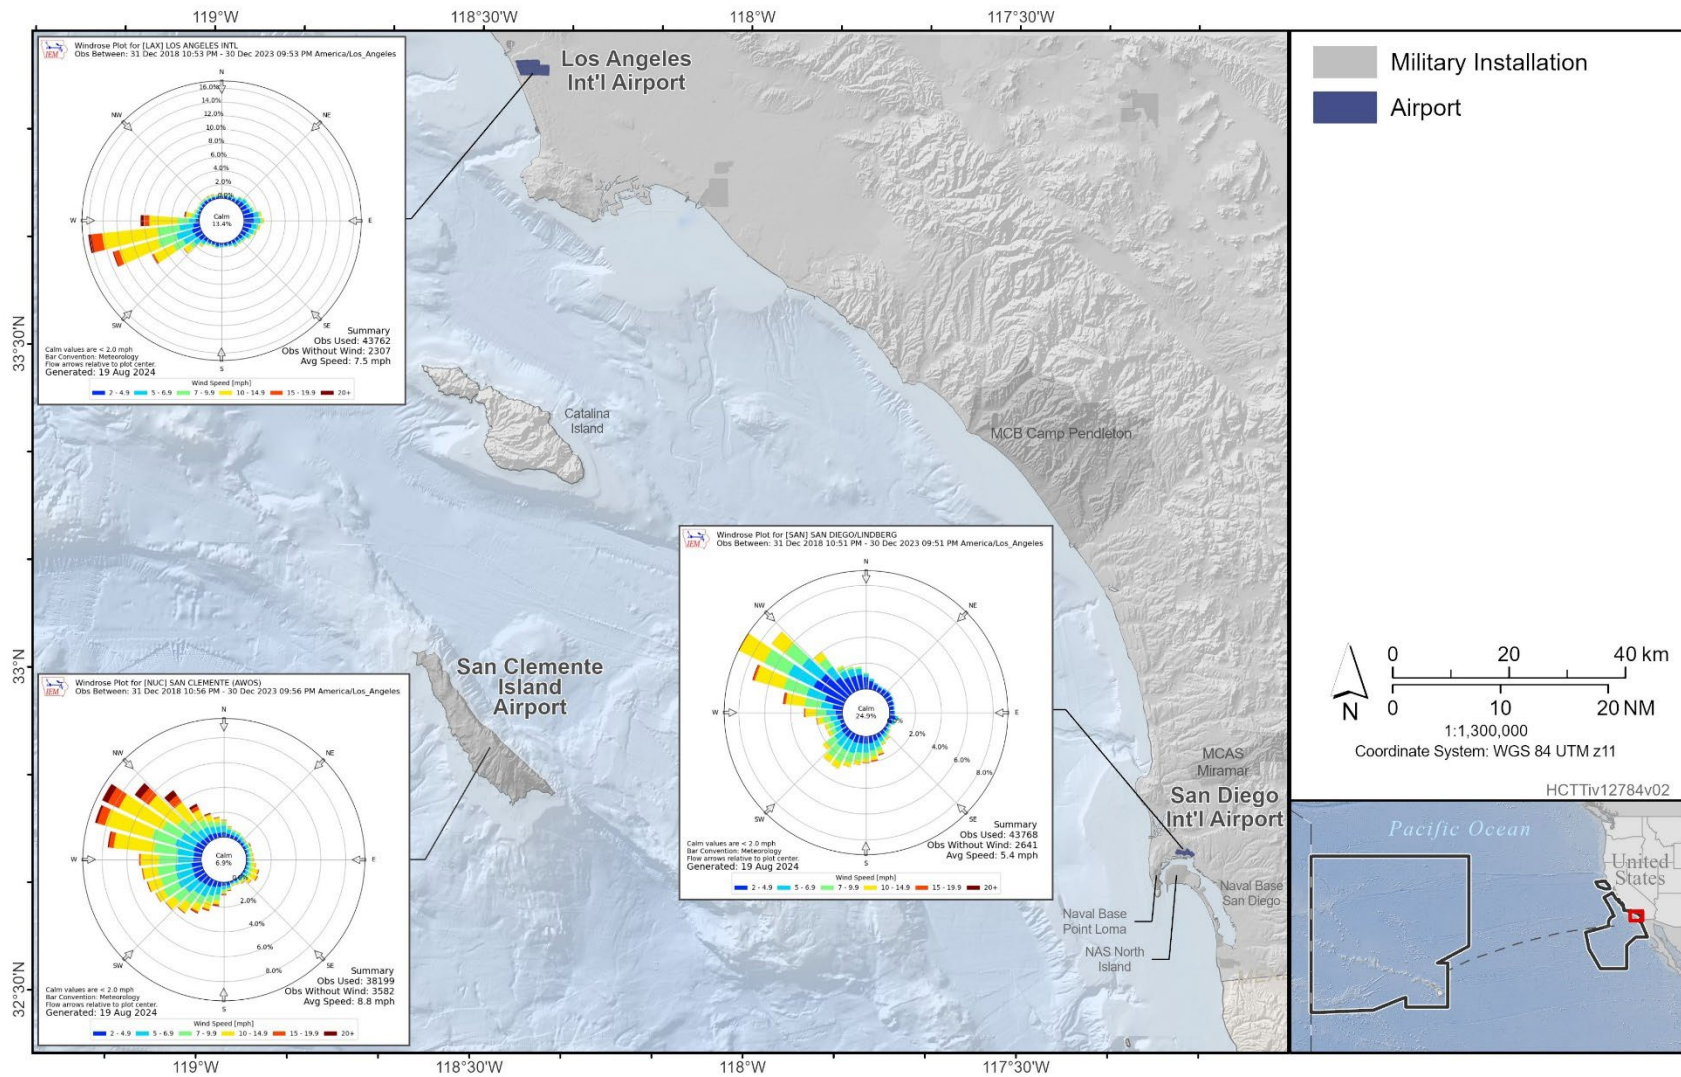 119°W
118°30'W
118°W
117°30'W
33°30'N
33°N
32°30'N
IEM
Windrose Plot for [LAX] LOS ANGELES INTL
Obs Between: 31 Dec 2018 10:53 PM - 30 Dec 2023 09:53 PM America/Los_Angeles
N
16.0%
14.0%
12.0%
10.0%
8.0%
6.0%
4.0%
2.0%
0.0%
NW
NE
W
E
Calm
13.4%
SW
SE
S
Summary
Obs Used: 43762
Obs Without Wind: 2307
Avg Speed: 7.5 mph
Calm values are < 2.0 mph
Bar Convention: Meteorology
Flow arrows relative to plot center.
Generated: 19 Aug 2024
Wind Speed [mph]
2 - 4.9 5 - 6.9 7 - 9.9 10 - 14.9 15 - 19.9 20+
Los Angeles
Int'l Airport
Catalina
Island
MCB Camp Pendleton
IEM
Windrose Plot for [SAN] SAN DIEGO/LINDBERG
Obs Between: 31 Dec 2018 10:51 PM - 30 Dec 2023 09:51 PM America/Los_Angeles
N
NW
NE
W
E
Calm
24.9%
2.0%
4.0%
6.0%
8.0%
SW
SE
S
Summary
Obs Used: 43768
Obs Without Wind: 2641
Avg Speed: 5.4 mph
Calm values are < 2.0 mph
Bar Convention: Meteorology
Flow arrows relative to plot center.
Generated: 19 Aug 2024
Wind Speed [mph]
2 - 4.9 5 - 6.9 7 - 9.9 10 - 14.9 15 - 19.9 20+
San Clemente
Island
Airport
IEM
Windrose Plot for [NUC] SAN CLEMENTE (AWOS)
Obs Between: 31 Dec 2018 10:56 PM - 30 Dec 2023 09:56 PM America/Los_Angeles
N
NW
NE
W
E
Calm
6.9%
0.0%
2.0%
4.0%
6.0%
8.0%
SW
SE
S
Summary
Obs Used: 38199
Obs Without Wind: 3582
Avg Speed: 8.8 mph
Calm values are < 2.0 mph
Bar Convention: Meteorology
Flow arrows relative to plot center.
Generated: 19 Aug 2024
Wind Speed [mph]
2 - 4.9 5 - 6.9 7 - 9.9 10 - 14.9 15 - 19.9 20+
MCAS
Miramar
San Diego
Int'l Airport
Naval Base
San Diego
Naval Base
Point Loma
NAS North
Island
119°W
118°30'W
118°W
117°30'W
Military Installation
Airport
N
0 20 40 km
0 10 20 NM
1:1,300,000
Coordinate System: WGS 84 UTM z11
HCTTiv12784v02
Pacific Ocean
United
States